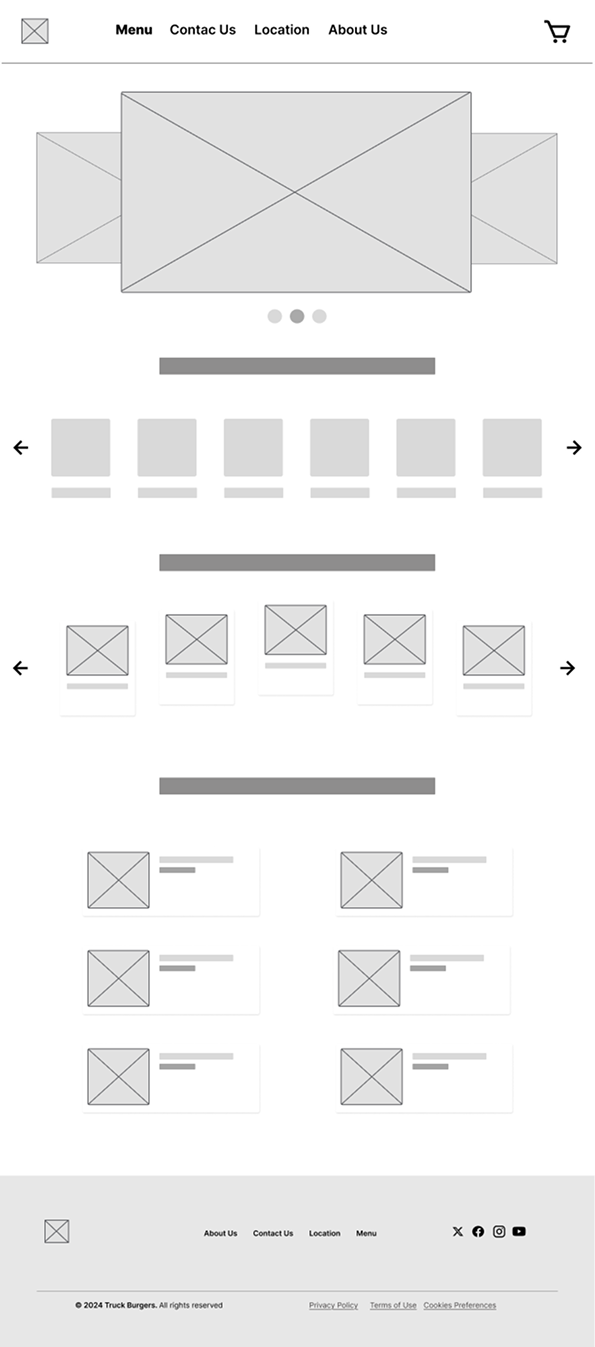 Menu Contac Us Location About Us
About Us Contact Us Location Menu
© 2024 Truck Burgers. All rights reserved Privacy Policy Terms of Use Cookies Preferences